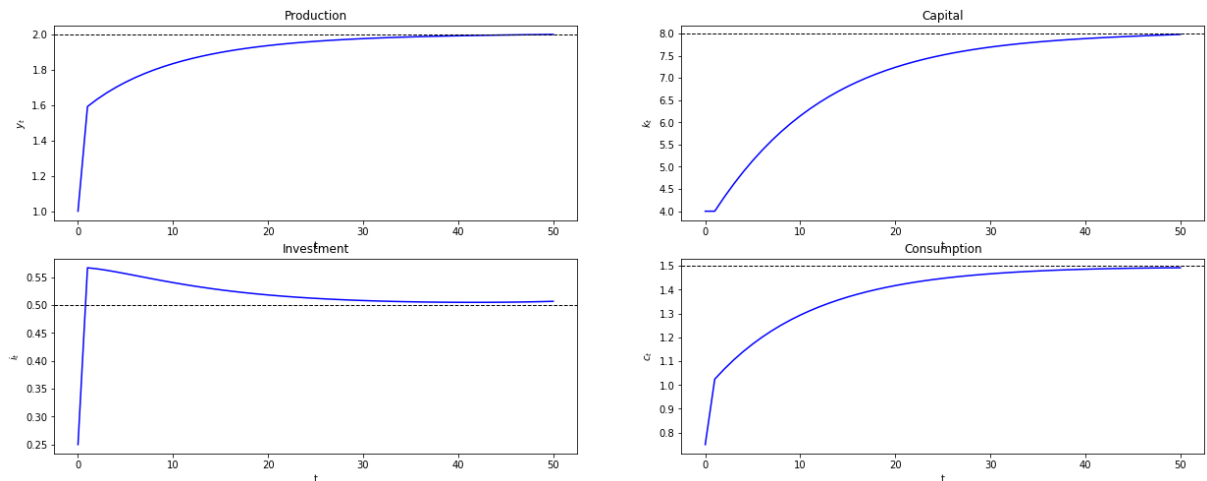 Production
2.0
1.8
1.6
1.4
1.2
1.0
y_t
0 10 20 30 40 50
t
Capital
8.0
7.5
7.0
6.5
6.0
5.5
5.0
4.5
4.0
k_t
0 10 20 30 40 50
t
Investment
0.55
0.50
0.45
0.40
0.35
0.30
0.25
i_t
0 10 20 30 40 50
t
Consumption
1.5
1.4
1.3
1.2
1.1
1.0
0.9
0.8
c_t
0 10 20 30 40 50
t